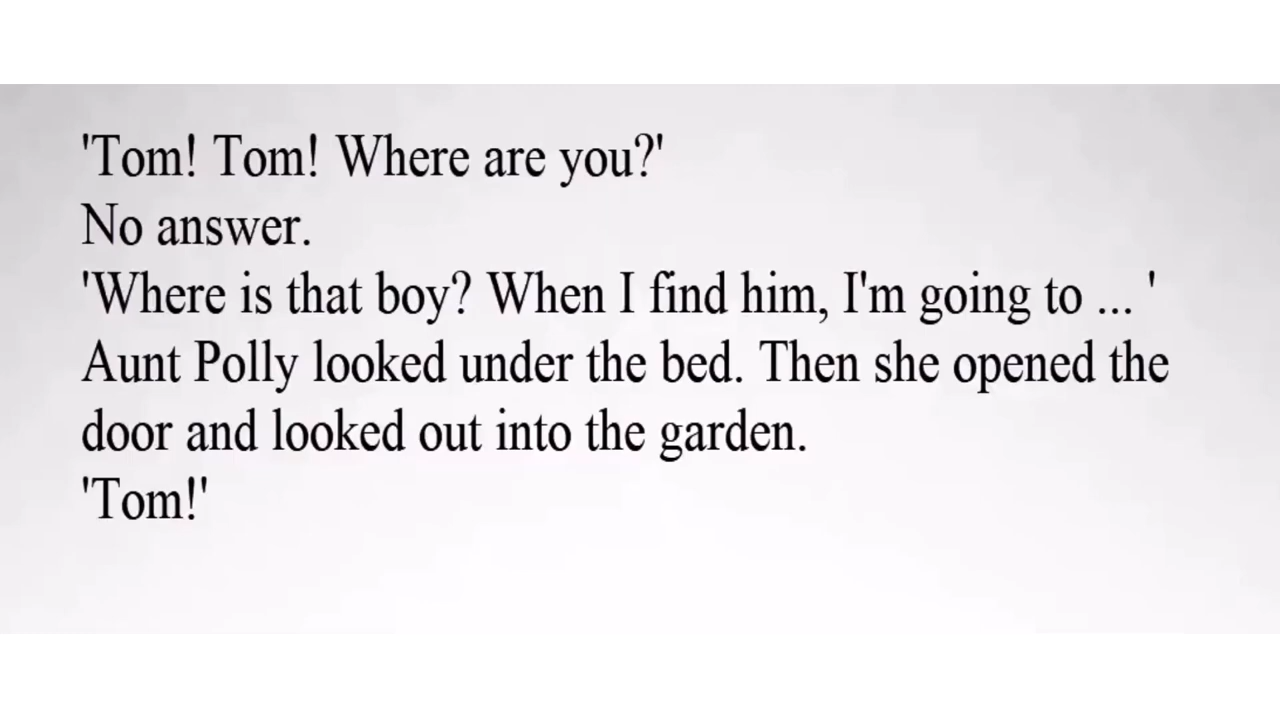 'Tom! Tom! Where are you?'
No answer.
'Where is that boy? When I find him, I'm going to ... '
Aunt Polly looked under the bed. Then she opened the
door and looked out into the garden.
'Tom!'